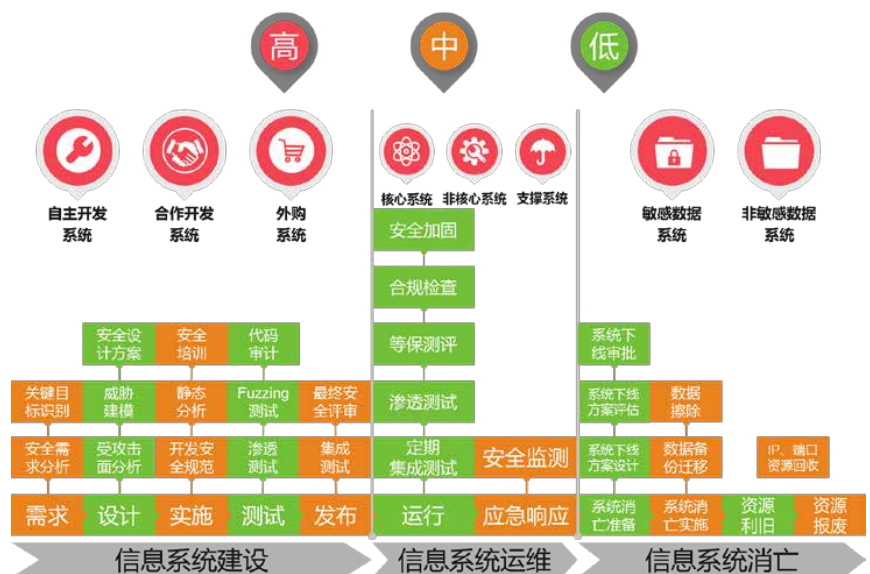 高
中
低
自主开发
系统
合作开发
系统
外购
系统
核心系统
非核心系统
支撑系统
敏感数据
系统
非敏感数据
系统
安全加固
合规检查
安全设
计方案
安全
培训
代码
审计
等保测评
系统下
线审批
关键目
标识别
威胁
建模
静态
分析
Fuzzing
测试
最终安
全评审
渗透测试
系统下线
方案评估
数据
擦除
安全需
求分析
受攻击
面分析
开发安
全规范
渗透
测试
集成
测试
定期
集成测试
安全监测
系统下线
方案设计
数据备
份迁移
IP、端口
资源回收
需求
设计
实施
测试
发布
运行
应急响应
系统消
亡准备
系统消
亡实施
资源
利旧
资源
报废
信息系统建设
信息系统运维
信息系统消亡